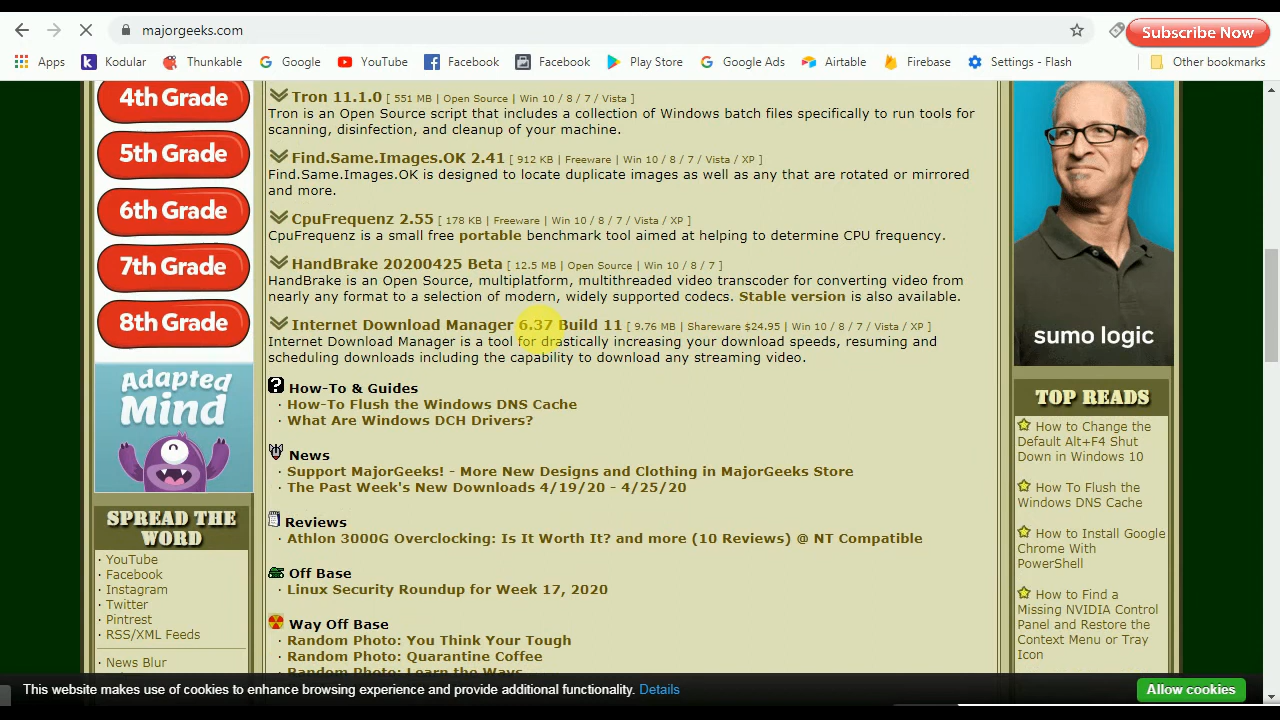 majorgeeks.com
Subscribe Now
Apps Kodular Thunkable Google YouTube Facebook Facebook Play Store Google Ads Airtable Firebase Settings - Flash Other bookmarks
4th Grade
5th Grade
6th Grade
7th Grade
8th Grade
Adapted
Mind
SPREAD THE
WORD
· YouTube
· Facebook
· Instagram
· Twitter
· Pintrest
· RSS/XML Feeds
· News Blur
Tron 11.1.0 [ 551 MB | Open Source | Win 10 / 8 / 7 / Vista ]
Tron is an Open Source script that includes a collection of Windows batch files specifically to run tools for
scanning, disinfection, and cleanup of your machine.
Find.Same.Images.OK 2.41 [ 912 KB | Freeware | Win 10 / 8 / 7 / Vista / XP ]
Find.Same.Images.OK is designed to locate duplicate images as well as any that are rotated or mirrored
and more.
CpuFrequenz 2.55 [ 178 KB | Freeware | Win 10 / 8 / 7 / Vista / XP ]
CpuFrequenz is a small free portable benchmark tool aimed at helping to determine CPU frequency.
HandBrake 20200425 Beta [ 12.5 MB | Open Source | Win 10 / 8 / 7 ]
HandBrake is an Open Source, multiplatform, multithreaded video transcoder for converting video from
nearly any format to a selection of modern, widely supported codecs. Stable version is also available.
Internet Download Manager 6.37 Build 11 [ 9.76 MB | Shareware $24.95 | Win 10 / 8 / 7 / Vista / XP ]
Internet Download Manager is a tool for drastically increasing your download speeds, resuming and
scheduling downloads including the capability to download any streaming video.
How-To & Guides
· How-To Flush the Windows DNS Cache
· What Are Windows DCH Drivers?
News
· Support MajorGeeks! - More New Designs and Clothing in MajorGeeks Store
· The Past Week's New Downloads 4/19/20 - 4/25/20
Reviews
· Athlon 3000G Overclocking: Is It Worth It? and more (10 Reviews) @ NT Compatible
Off Base
· Linux Security Roundup for Week 17, 2020
Way Off Base
· Random Photo: You Think Your Tough
· Random Photo: Quarantine Coffee
· Random Photo: Learn the Ways
sumo logic
TOP READS
How to Change the
Default Alt+F4 Shut
Down in Windows 10
How To Flush the
Windows DNS Cache
How to Install Google
Chrome With
PowerShell
How to Find a
Missing NVIDIA Control
Panel and Restore the
Context Menu or Tray
Icon
This website makes use of cookies to enhance browsing experience and provide additional functionality. Details
Allow cookies